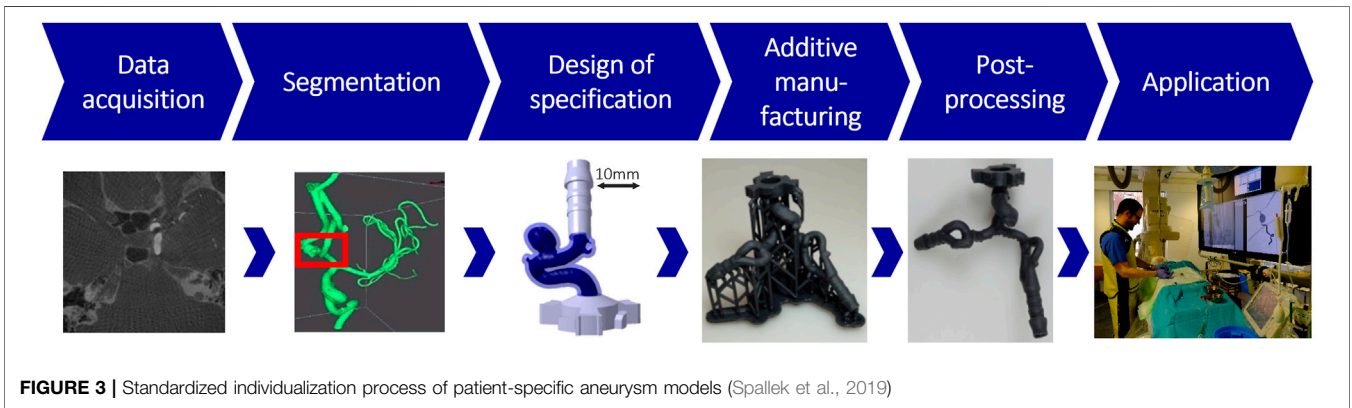 Data
acquisition
Segmentation
Design of
specification
Additive
manu-
facturing
Post-
processing
Application
10mm
FIGURE 3 | Standardized individualization process of patient-specific aneurysm models (Spallek et al., 2019)